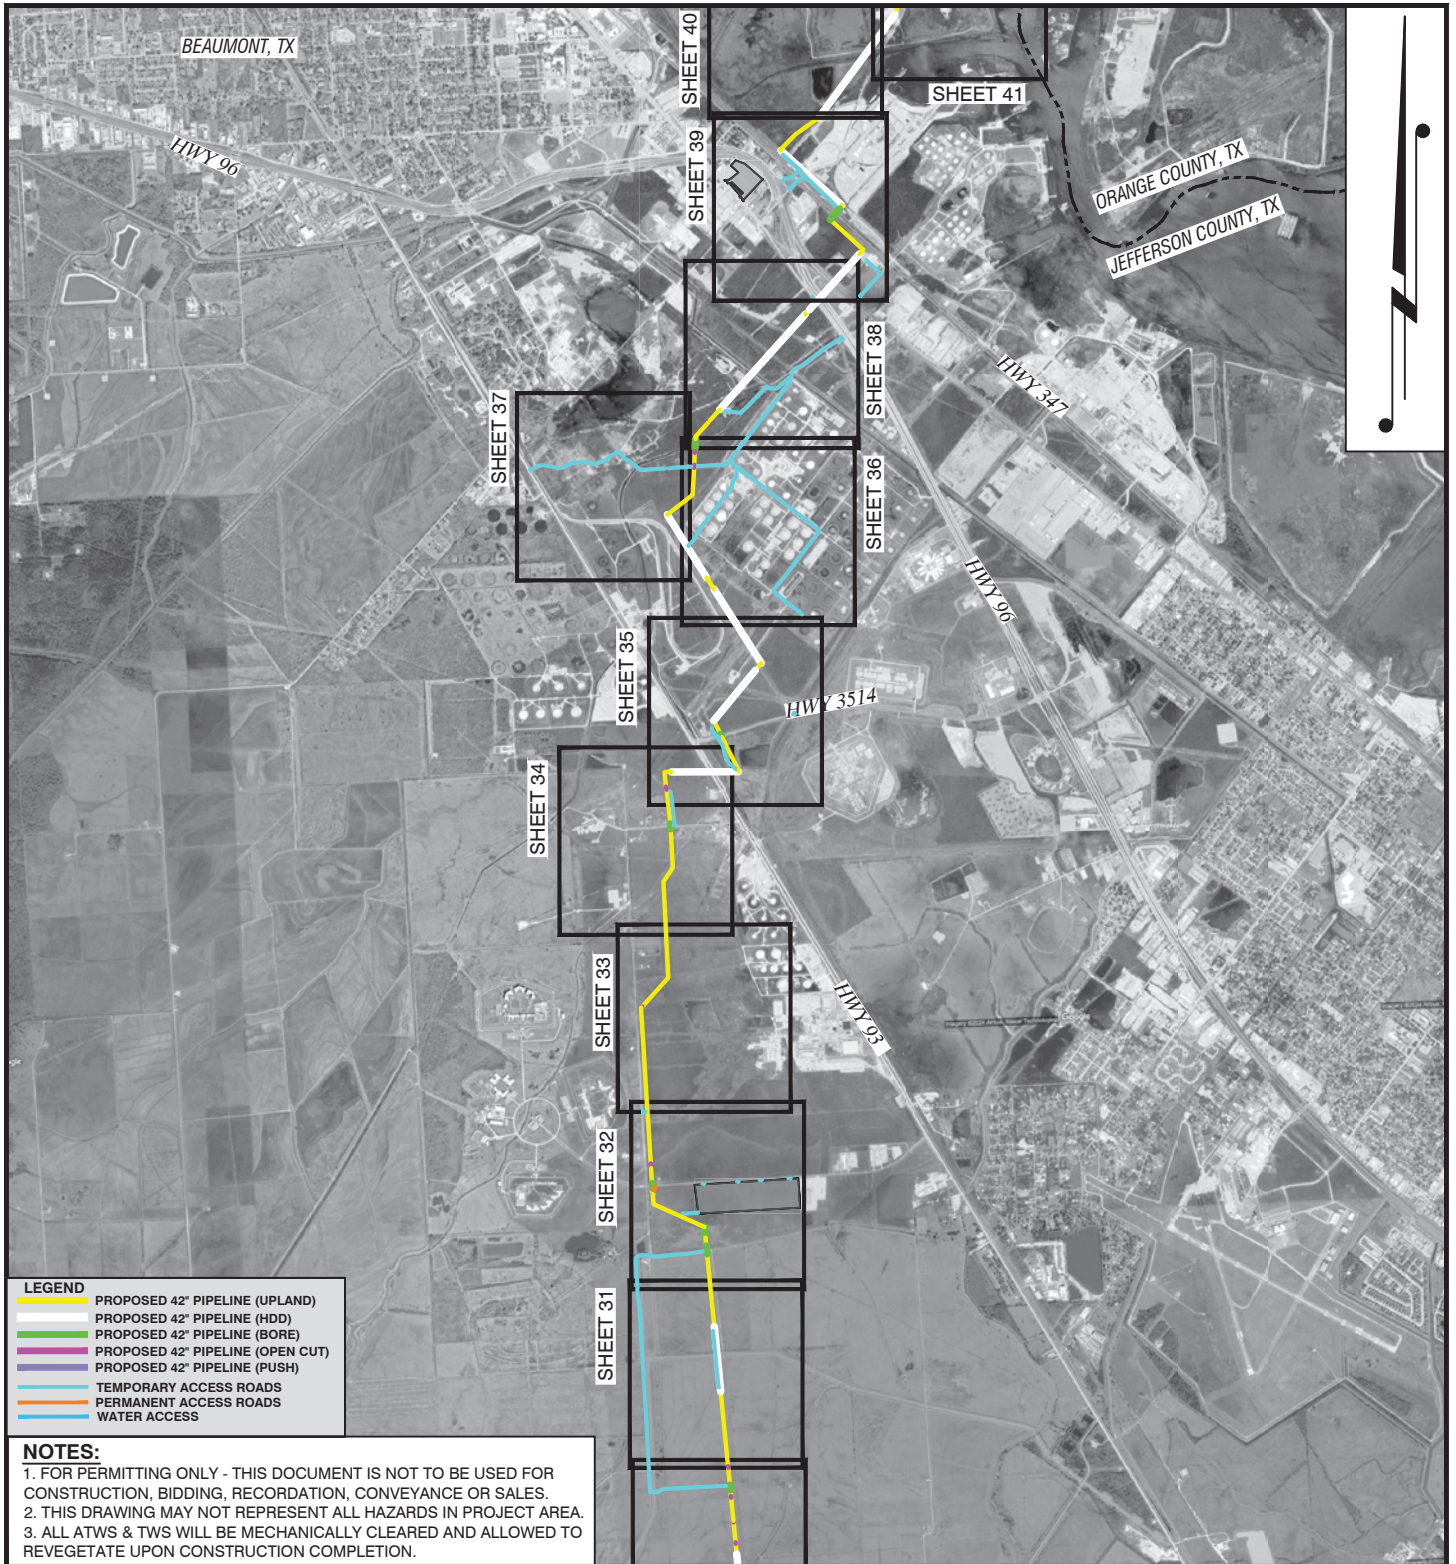 BEAUMONT, TX
SHEET 40
SHEET 41
HWY 96
SHEET 39
ORANGE COUNTY, TX
JEFFERSON COUNTY, TX
SHEET 38
HWY 347
SHEET 37
SHEET 36
HWY 96
SHEET 35
HWY 3514
SHEET 34
SHEET 33
HWY 93
SHEET 32
SHEET 31
LEGEND
PROPOSED 42" PIPELINE (UPLAND)
PROPOSED 42" PIPELINE (HDD)
PROPOSED 42" PIPELINE (BORE)
PROPOSED 42" PIPELINE (OPEN CUT)
PROPOSED 42" PIPELINE (PUSH)
TEMPORARY ACCESS ROADS
PERMANENT ACCESS ROADS
WATER ACCESS
NOTES:
1. FOR PERMITTING ONLY - THIS DOCUMENT IS NOT TO BE USED FOR
CONSTRUCTION, BIDDING, RECORDATION, CONVEYANCE OR SALES.
2. THIS DRAWING MAY NOT REPRESENT ALL HAZARDS IN PROJECT AREA.
3. ALL ATWS & TWS WILL BE MECHANICALLY CLEARED AND ALLOWED TO
REVEGETATE UPON CONSTRUCTION COMPLETION.